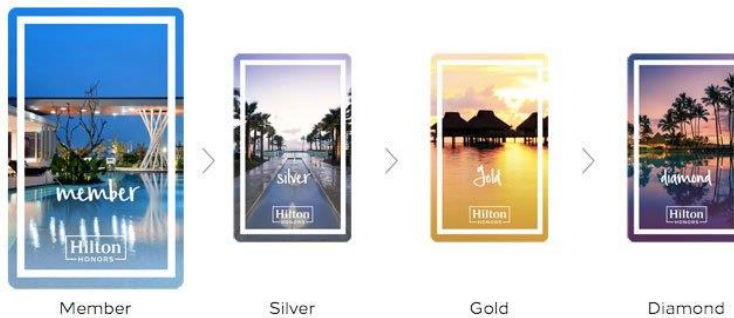 member
Hilton
HONORS
silver
Hilton
HONORS
gold
Hilton
HONORS
diamond
Hilton
HONORS
Member
Silver
Gold
Diamond